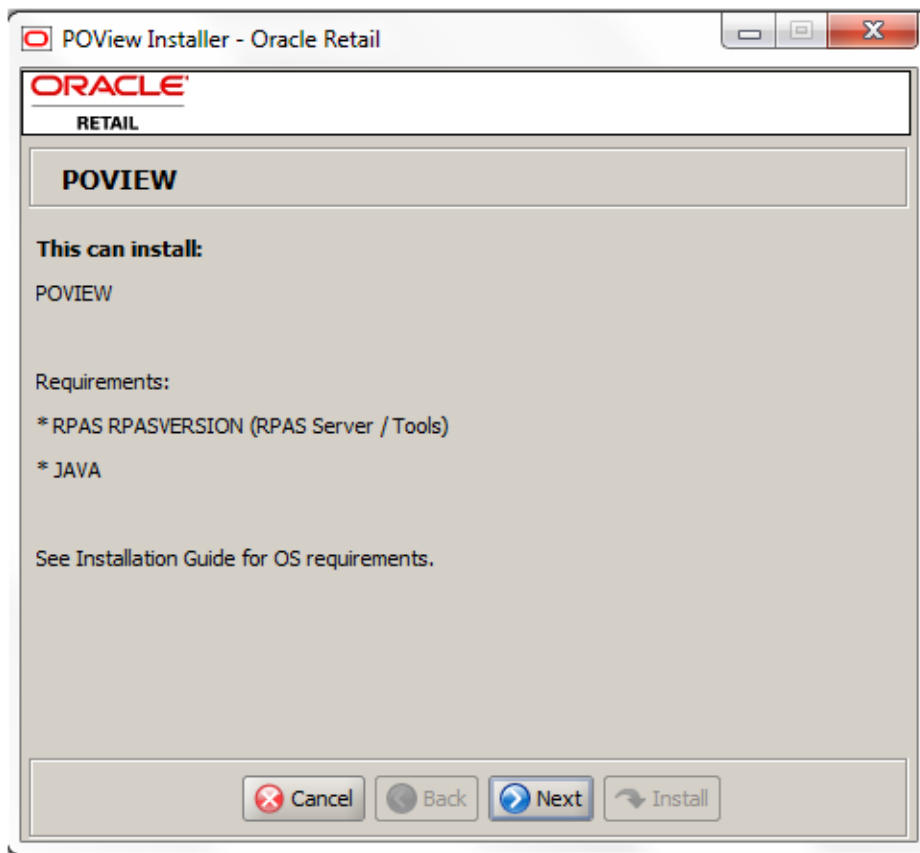 POView Installer - Oracle Retail
ORACLE'
RETAIL
POVIEW
This can install:
POVIEW
Requirements:
* RPAS RPASVERSION (RPAS Server / Tools)
* JAVA
See Installation Guide for OS requirements.
Cancel Back Next Install